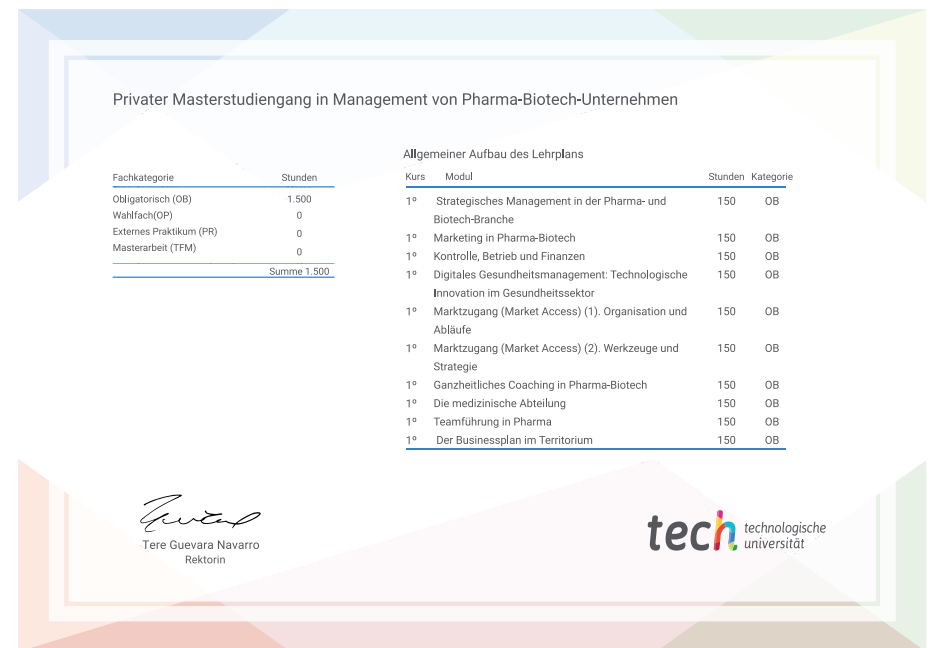 Privater Masterstudiengang in Management von Pharma-Biotech-Unternehmen
Fachkategorie Stunden
Obligatorisch (OB) 1.500
Wahlfach(OP) 0
Externes Praktikum (PR) 0
Masterarbeit (TFM) 0
Summe 1.500
Allgemeiner Aufbau des Lehrplans
Kurs Modul Stunden Kategorie
1º Strategisches Management in der Pharma- und 150 OB
Biotech-Branche
1º Marketing in Pharma-Biotech 150 OB
1º Kontrolle, Betrieb und Finanzen 150 OB
1º Digitales Gesundheitsmanagement: Technologische 150 OB
Innovation im Gesundheitssektor
1º Marktzugang (Market Access) (1). Organisation und 150 OB
Abläufe
1º Marktzugang (Market Access) (2). Werkzeuge und 150 OB
Strategie
1º Ganzheitliches Coaching in Pharma-Biotech 150 OB
1º Die medizinische Abteilung 150 OB
1º Teamführung in Pharma 150 OB
1º Der Businessplan im Territorium 150 OB
Tere Guevara Navarro
Rektorin
tech technologische
universität